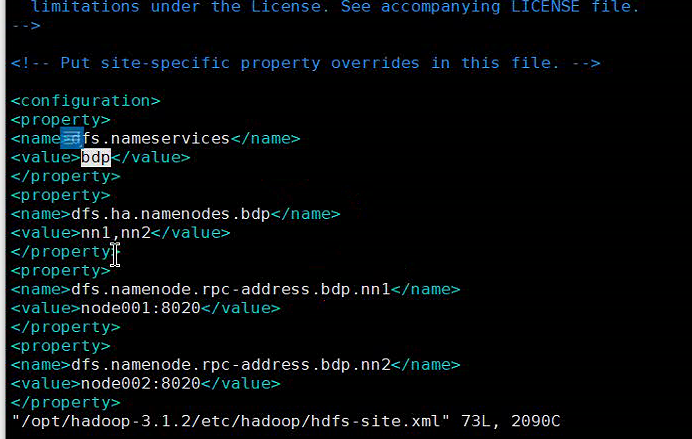 limitations under the License. See accompanying LICENSE file.
-->
<!-- Put site-specific property overrides in this file. -->
<configuration>
<property>
<name>dfs.nameservices</name>
<value>bdp</value>
</property>
<property>
<name>dfs.ha.namenodes.bdp</name>
<value>nn1,nn2</value>
</property>
<property>
<name>dfs.namenode.rpc-address.bdp.nn1</name>
<value>node001:8020</value>
</property>
<property>
<name>dfs.namenode.rpc-address.bdp.nn2</name>
<value>node002:8020</value>
</property>
"/opt/hadoop-3.1.2/etc/hadoop/hdfs-site.xml" 73L, 2090C